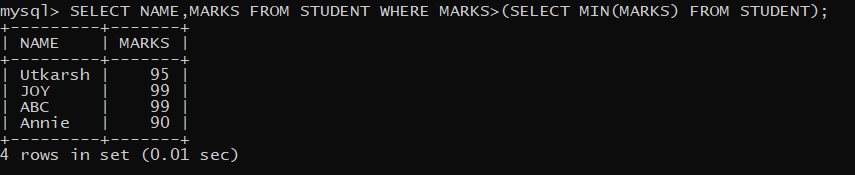 mysql> SELECT NAME,MARKS FROM STUDENT WHERE MARKS>(SELECT MIN(MARKS) FROM STUDENT);
+---------+-------+
| NAME    | MARKS |
+---------+-------+
| Utkarsh |    95 |
| JOY     |    99 |
| ABC     |    99 |
| Annie   |    90 |
+---------+-------+
4 rows in set (0.01 sec)